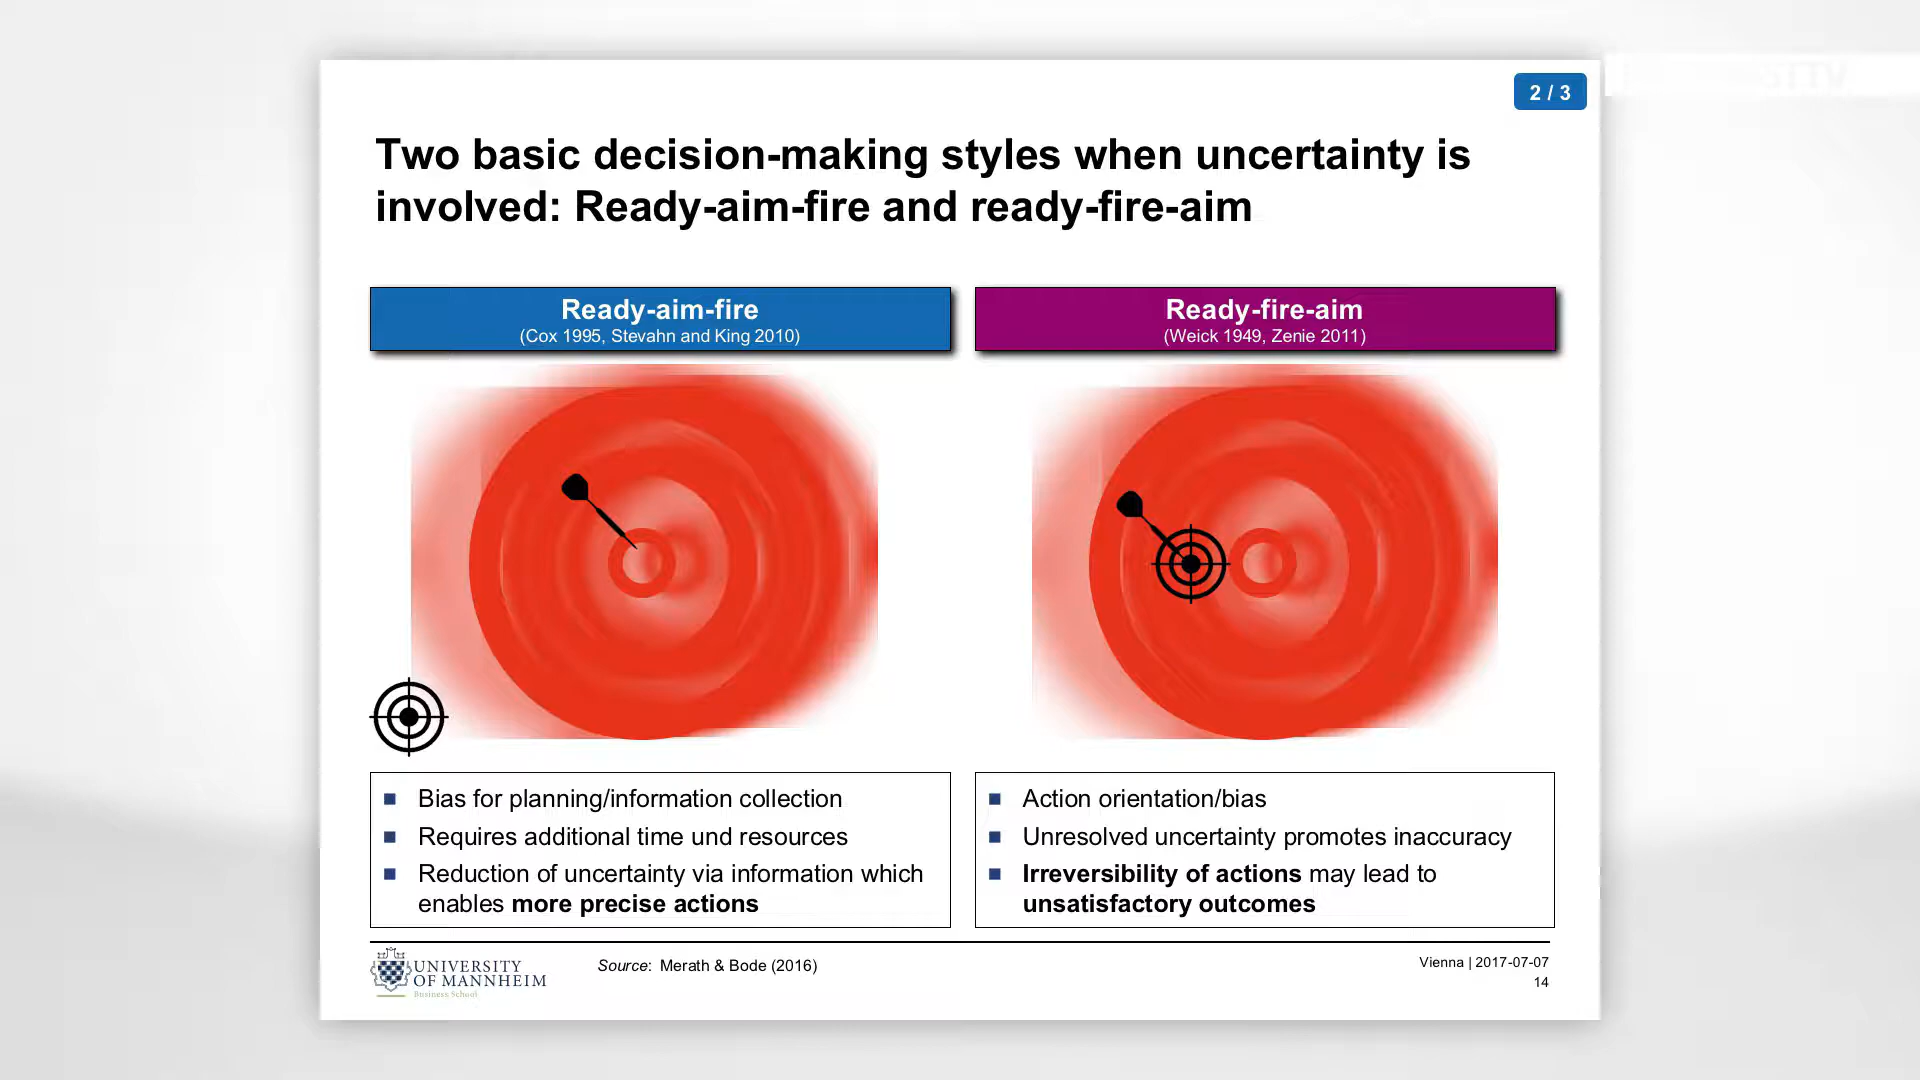 2 / 3
Two basic decision-making styles when uncertainty is
involved: Ready-aim-fire and ready-fire-aim
Ready-aim-fire
(Cox 1995, Stevahn and King 2010)
Ready-fire-aim
(Weick 1949, Zenie 2011)
Bias for planning/information collection
Requires additional time und resources
Reduction of uncertainty via information which
enables more precise actions
Action orientation/bias
Unresolved uncertainty promotes inaccuracy
Irreversibility of actions may lead to
unsatisfactory outcomes
UNIVERSITY
OF MANNHEIM
Business School
Source: Merath & Bode (2016)
Vienna | 2017-07-07
14